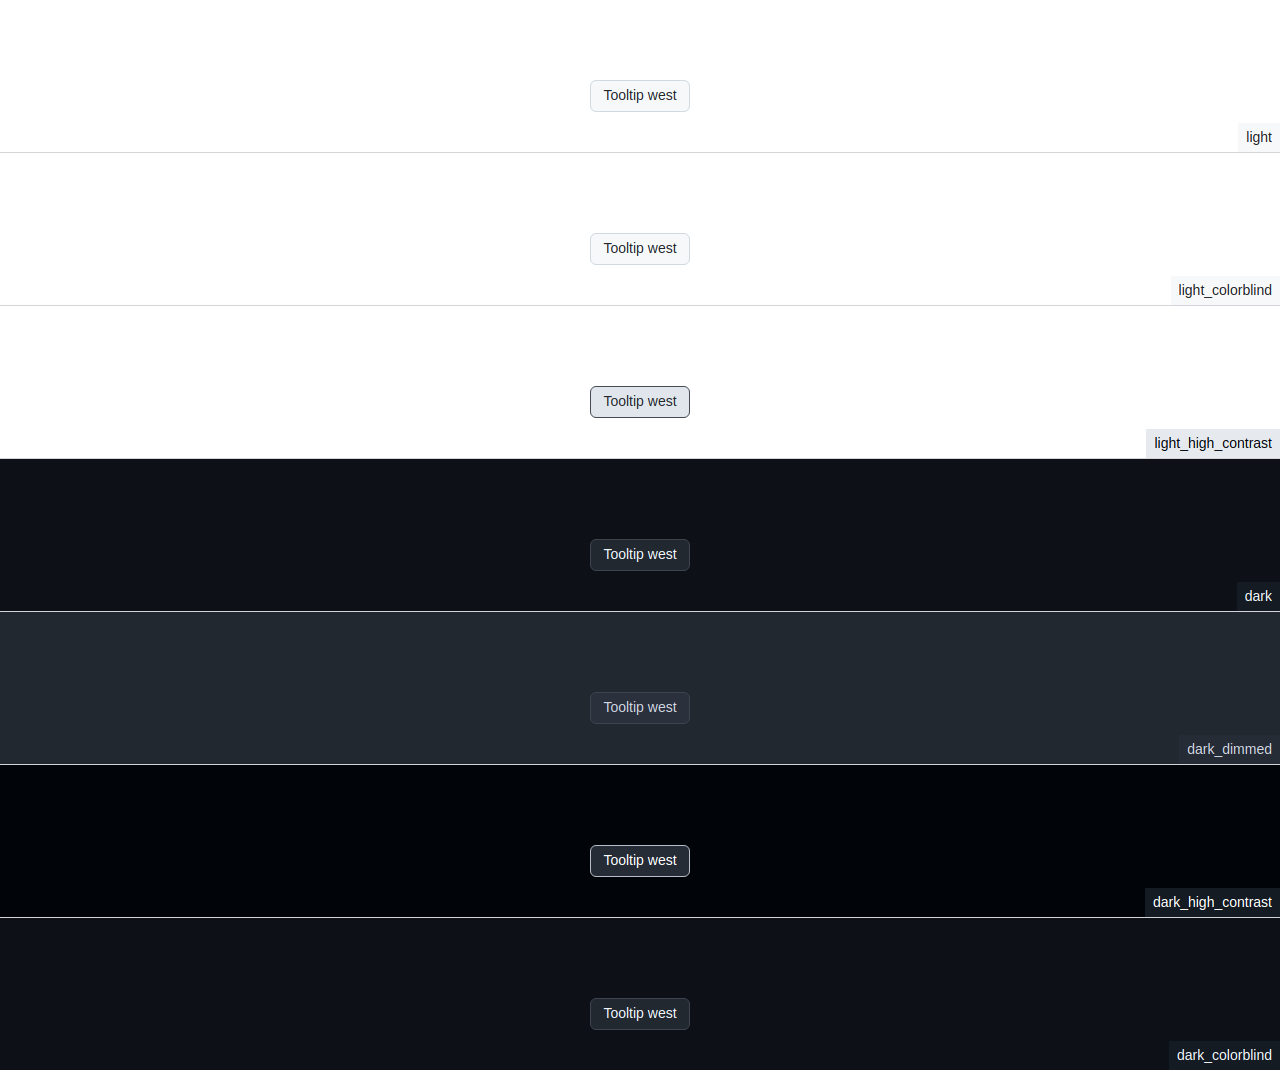 Tooltip west
light
Tooltip west
light_colorblind
Tooltip west
light_high_contrast
Tooltip west
dark
Tooltip west
dark_dimmed
Tooltip west
dark_high_contrast
Tooltip west
dark_colorblind